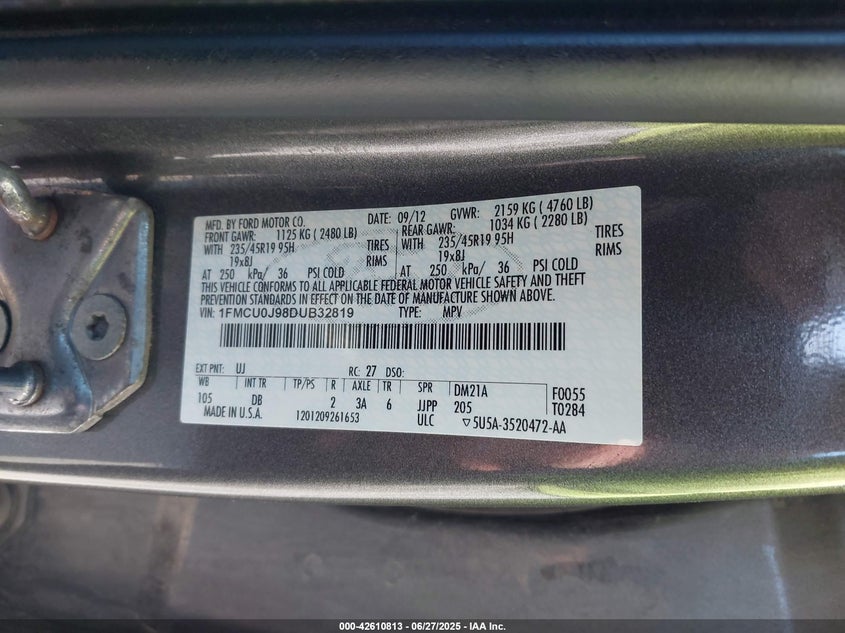 MFD. BY FORD MOTOR CO. DATE: 09/12 GVWR: 2159 KG ( 4760 LB)
FRONT GAWR: 1125 KG ( 2480 LB) REAR GAWR: 1034 KG ( 2280 LB)
WITH 235/45R19 95H TIRES WITH 235/45R19 95H TIRES
19x8J RIMS 19x8J RIMS
AT 250 kPa/ 36 PSI COLD AT 250 kPa/ 36 PSI COLD
THIS VEHICLE CONFORMS TO ALL APPLICABLE FEDERAL MOTOR VEHICLE SAFETY AND THEFT
PREVENTION STANDARDS IN EFFECT ON THE DATE OF MANUFACTURE SHOWN ABOVE.
VIN: 1FMCU0J98DUB32819 TYPE: MPV
EXT PNT: UJ RC: 27 DSO:
WB INT TR TP/PS R AXLE TR SPR DM21A F0055
105 DB 2 3A 6 JJPP 205 T0284
MADE IN U.S.A. 1201209261653 ULC ▽5U5A-3520472-AA
000-42610813 - 06/27/2025 - IAA Inc.